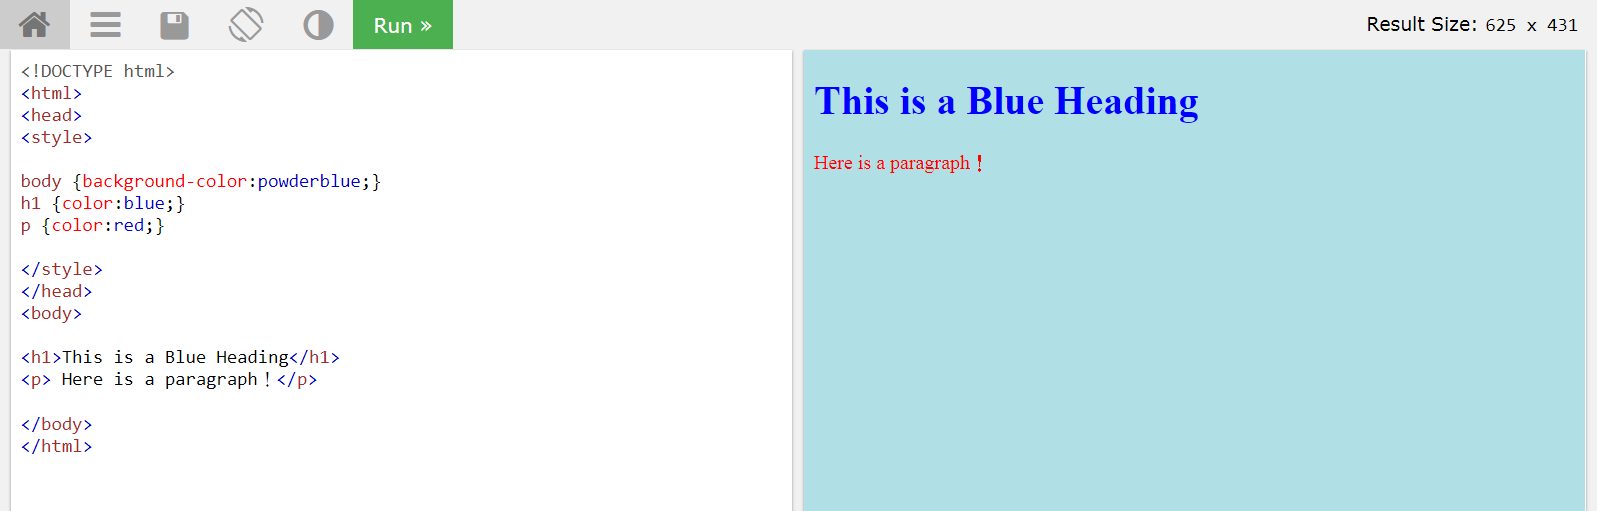 Run »
Result Size: 625 x 431
<!DOCTYPE html>
<html>
<head>
<style>
body {background-color:powderblue;}
h1 {color:blue;}
p {color:red;}
</style>
</head>
<body>
<h1>This is a Blue Heading</h1>
<p> Here is a paragraph！</p>
</body>
</html>
This is a Blue Heading
Here is a paragraph！